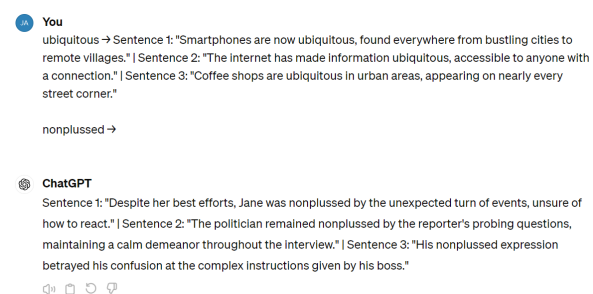 JA You
ubiquitous → Sentence 1: "Smartphones are now ubiquitous, found everywhere from bustling cities to
remote villages." | Sentence 2: "The internet has made information ubiquitous, accessible to anyone with
a connection." | Sentence 3: "Coffee shops are ubiquitous in urban areas, appearing on nearly every
street corner."
nonplussed →
ChatGPT
Sentence 1: "Despite her best efforts, Jane was nonplussed by the unexpected turn of events, unsure of
how to react." | Sentence 2: "The politician remained nonplussed by the reporter's probing questions,
maintaining a calm demeanor throughout the interview." | Sentence 3: "His nonplussed expression
betrayed his confusion at the complex instructions given by his boss."